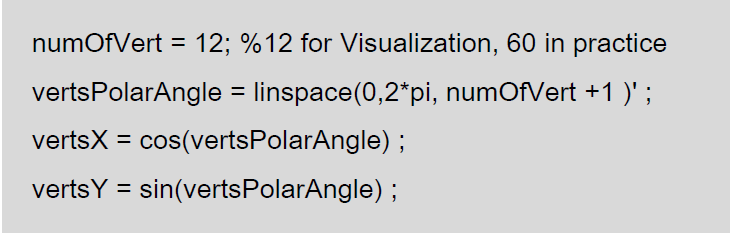 numOfVert = 12; %12 for Visualization, 60 in practice
vertsPolarAngle = linspace(0,2*pi, numOfVert +1 )' ;
vertsX = cos(vertsPolarAngle) ;
vertsY = sin(vertsPolarAngle) ;